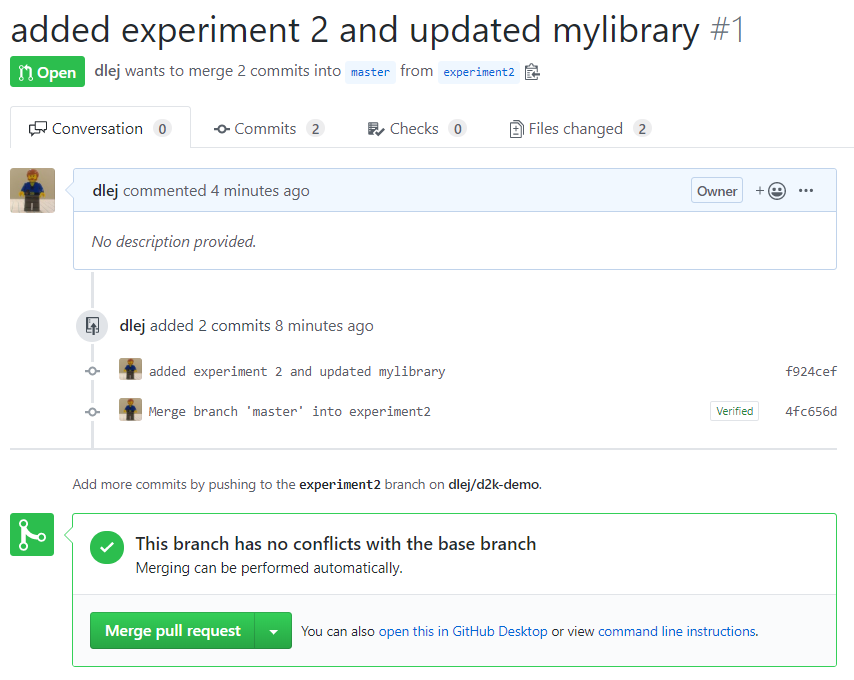 added experiment 2 and updated mylibrary #1
Open dlej wants to merge 2 commits into master from experiment2
Conversation 0 Commits 2 Checks 0 Files changed 2
dlej commented 4 minutes ago Owner + ...
No description provided.
dlej added 2 commits 8 minutes ago
added experiment 2 and updated mylibrary f924cef
Merge branch 'master' into experiment2 Verified 4fc656d
Add more commits by pushing to the experiment2 branch on dlej/d2k-demo.
This branch has no conflicts with the base branch
Merging can be performed automatically.
Merge pull request You can also open this in GitHub Desktop or view command line instructions.